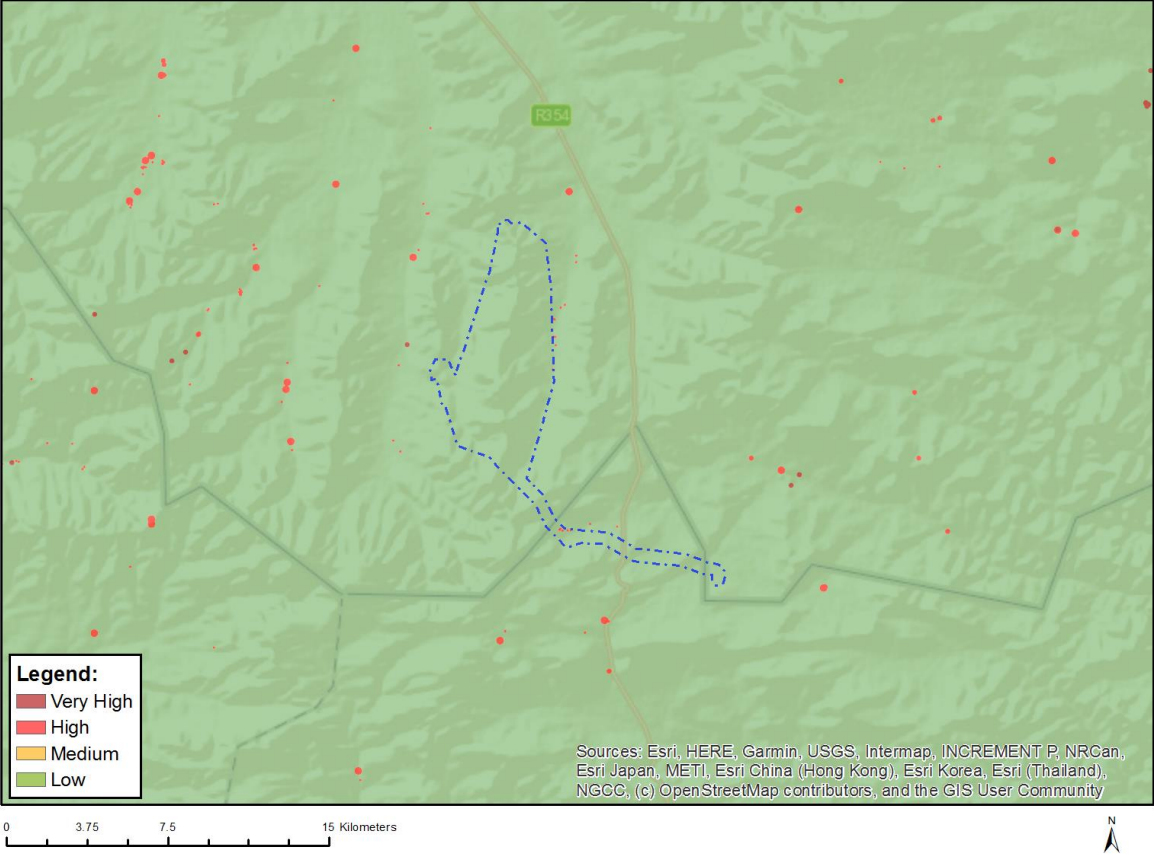 R354
Legend:
Very High
High
Medium
Low
Sources: Esri, HERE, Garmin, USGS, Intermap, INCREMENT P, NRCan,
Esri Japan, METI, Esri China (Hong Kong), Esri Korea, Esri (Thailand),
NGCC, (c) OpenStreetMap contributors, and the GIS User Community
0 3.75 7.5 15 Kilometers
N